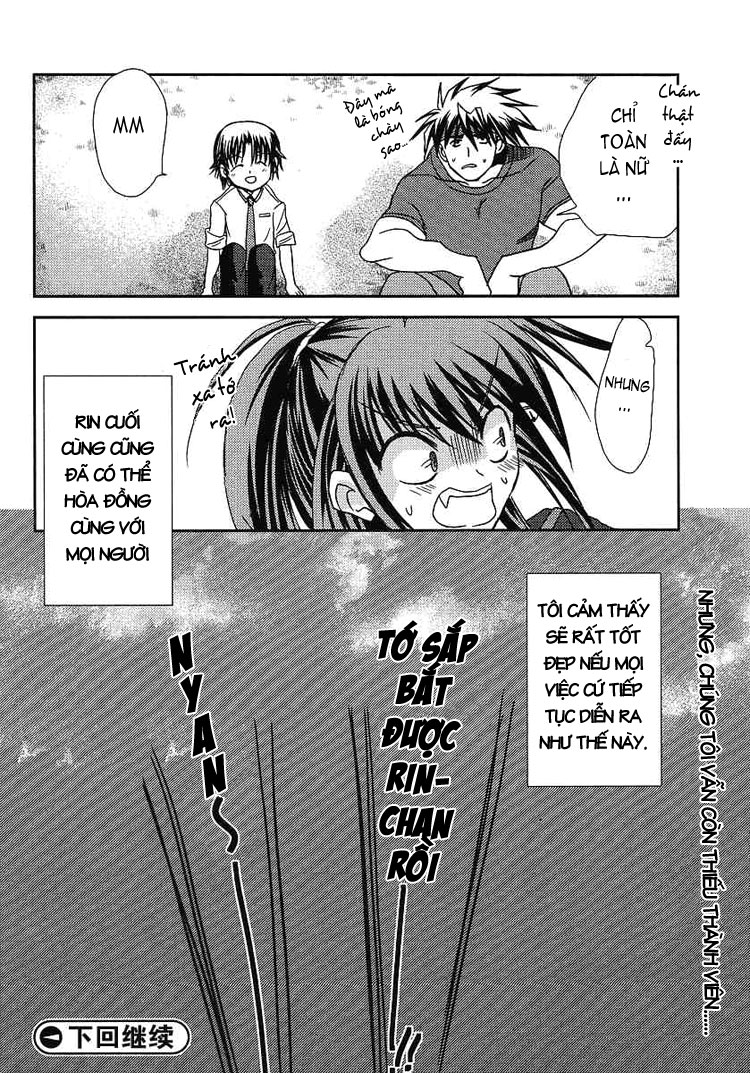 Chán
thật
đấy
...
CHỈ
TOÀN
LÀ NỮ
...
Đây mà
là bóng
chày
sao...
MM
NHƯNG
...
Tránh
xa tớ
ra!
RIN CUỐI
CÙNG CŨNG
ĐÃ CÓ THỂ
HÒA ĐỒNG
CÙNG VỚI
MỌI NGƯỜI
TÔI CẢM THẤY
SẼ RẤT TỐT
ĐẸP NẾU MỌI
VIỆC CỨ TIẾP
TỤC DIỄN RA
NHƯ THẾ NÀY.
TỚ SẮP
BẮT
ĐƯỢC
RIN-
CHAN
RỒI
!!
NYAN~
NHƯNG, CHÚNG TÔI VẪN CÒN THIẾU THÀNH VIÊN......
下回继续